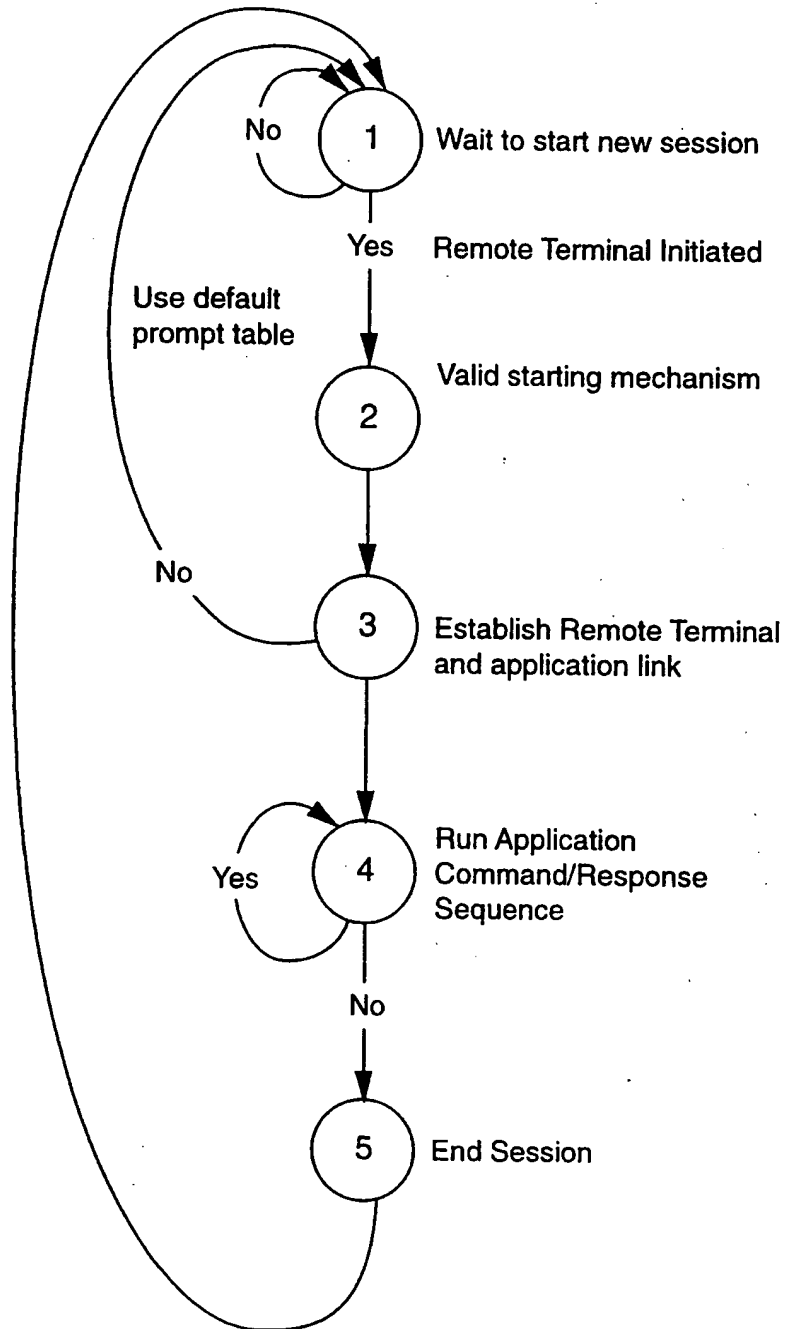 No
1
Wait to start new session
Yes
Remote Terminal Initiated
Use default
prompt table
Valid starting mechanism
2
No
3
Establish Remote Terminal
and application link
Yes
4
Run Application
Command/Response
Sequence
No
5
End Session